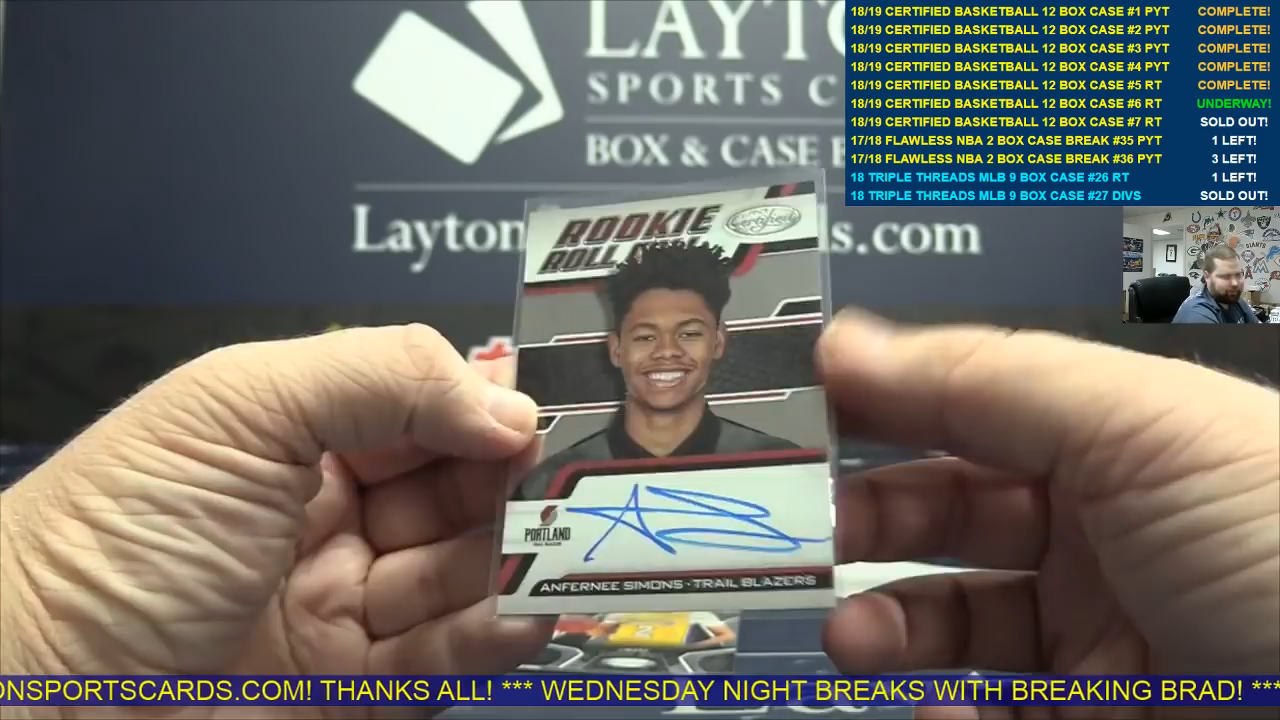 LAYTO
SPORTS C
BOX & CASE B
Layton s.com
18/19 CERTIFIED BASKETBALL 12 BOX CASE #1 PYT COMPLETE!
18/19 CERTIFIED BASKETBALL 12 BOX CASE #2 PYT COMPLETE!
18/19 CERTIFIED BASKETBALL 12 BOX CASE #3 PYT COMPLETE!
18/19 CERTIFIED BASKETBALL 12 BOX CASE #4 PYT COMPLETE!
18/19 CERTIFIED BASKETBALL 12 BOX CASE #5 RT COMPLETE!
18/19 CERTIFIED BASKETBALL 12 BOX CASE #6 RT UNDERWAY!
18/19 CERTIFIED BASKETBALL 12 BOX CASE #7 RT SOLD OUT!
17/18 FLAWLESS NBA 2 BOX CASE BREAK #35 PYT 1 LEFT!
17/18 FLAWLESS NBA 2 BOX CASE BREAK #36 PYT 3 LEFT!
18 TRIPLE THREADS MLB 9 BOX CASE #26 RT 1 LEFT!
18 TRIPLE THREADS MLB 9 BOX CASE #27 DIVS SOLD OUT!
ROOKIE
ROLL
Certified
PORTLAND
ANFERNEE SIMONS · TRAIL BLAZERS
ONSPORTSCARDS.COM! THANKS ALL! *** WEDNESDAY NIGHT BREAKS WITH BREAKING BRAD! ***